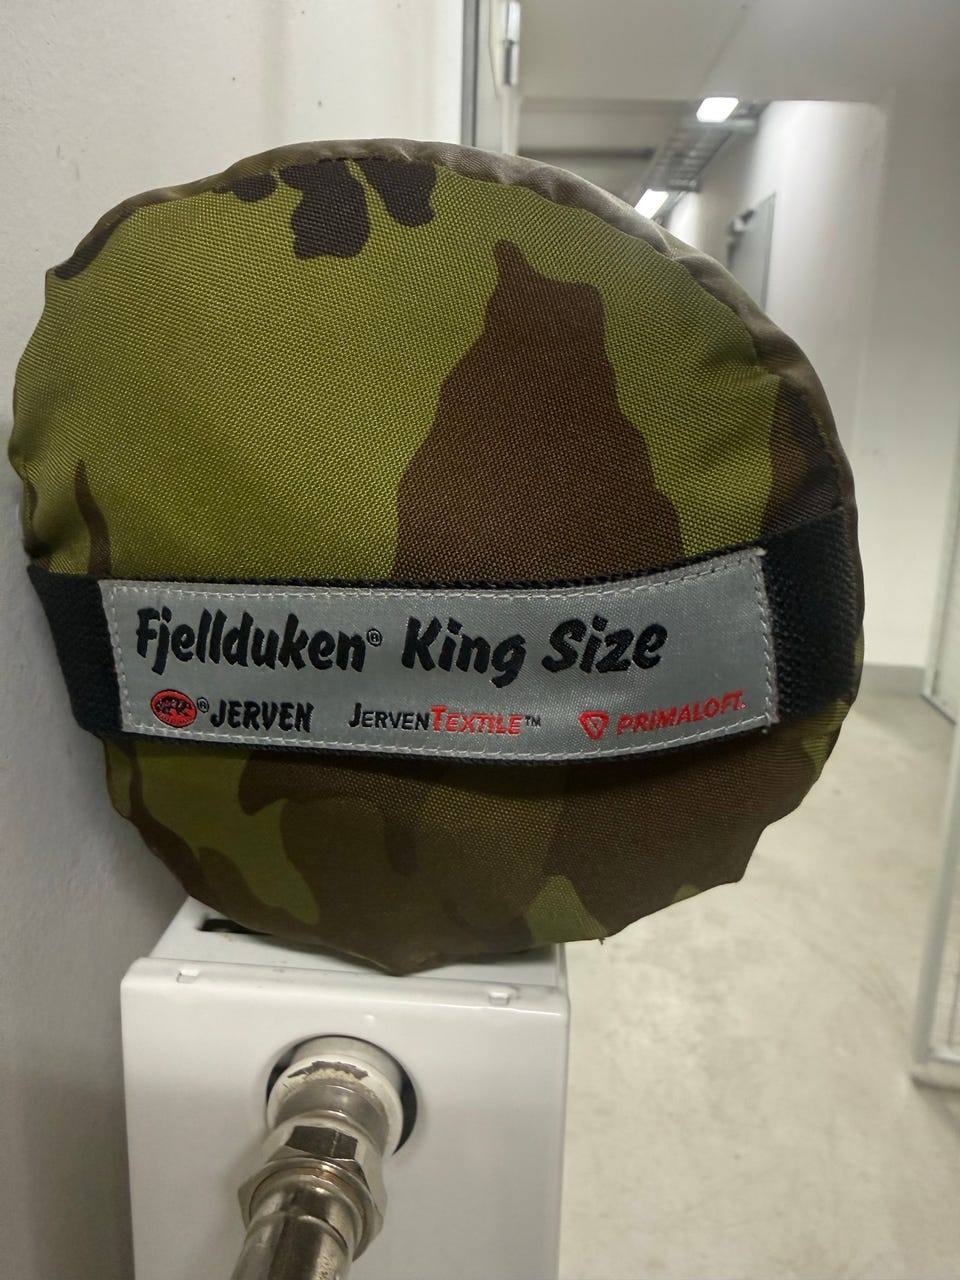 Fjellduken® King Size
® JERVEN JERVENTEXTILE™ PRIMALOFT.